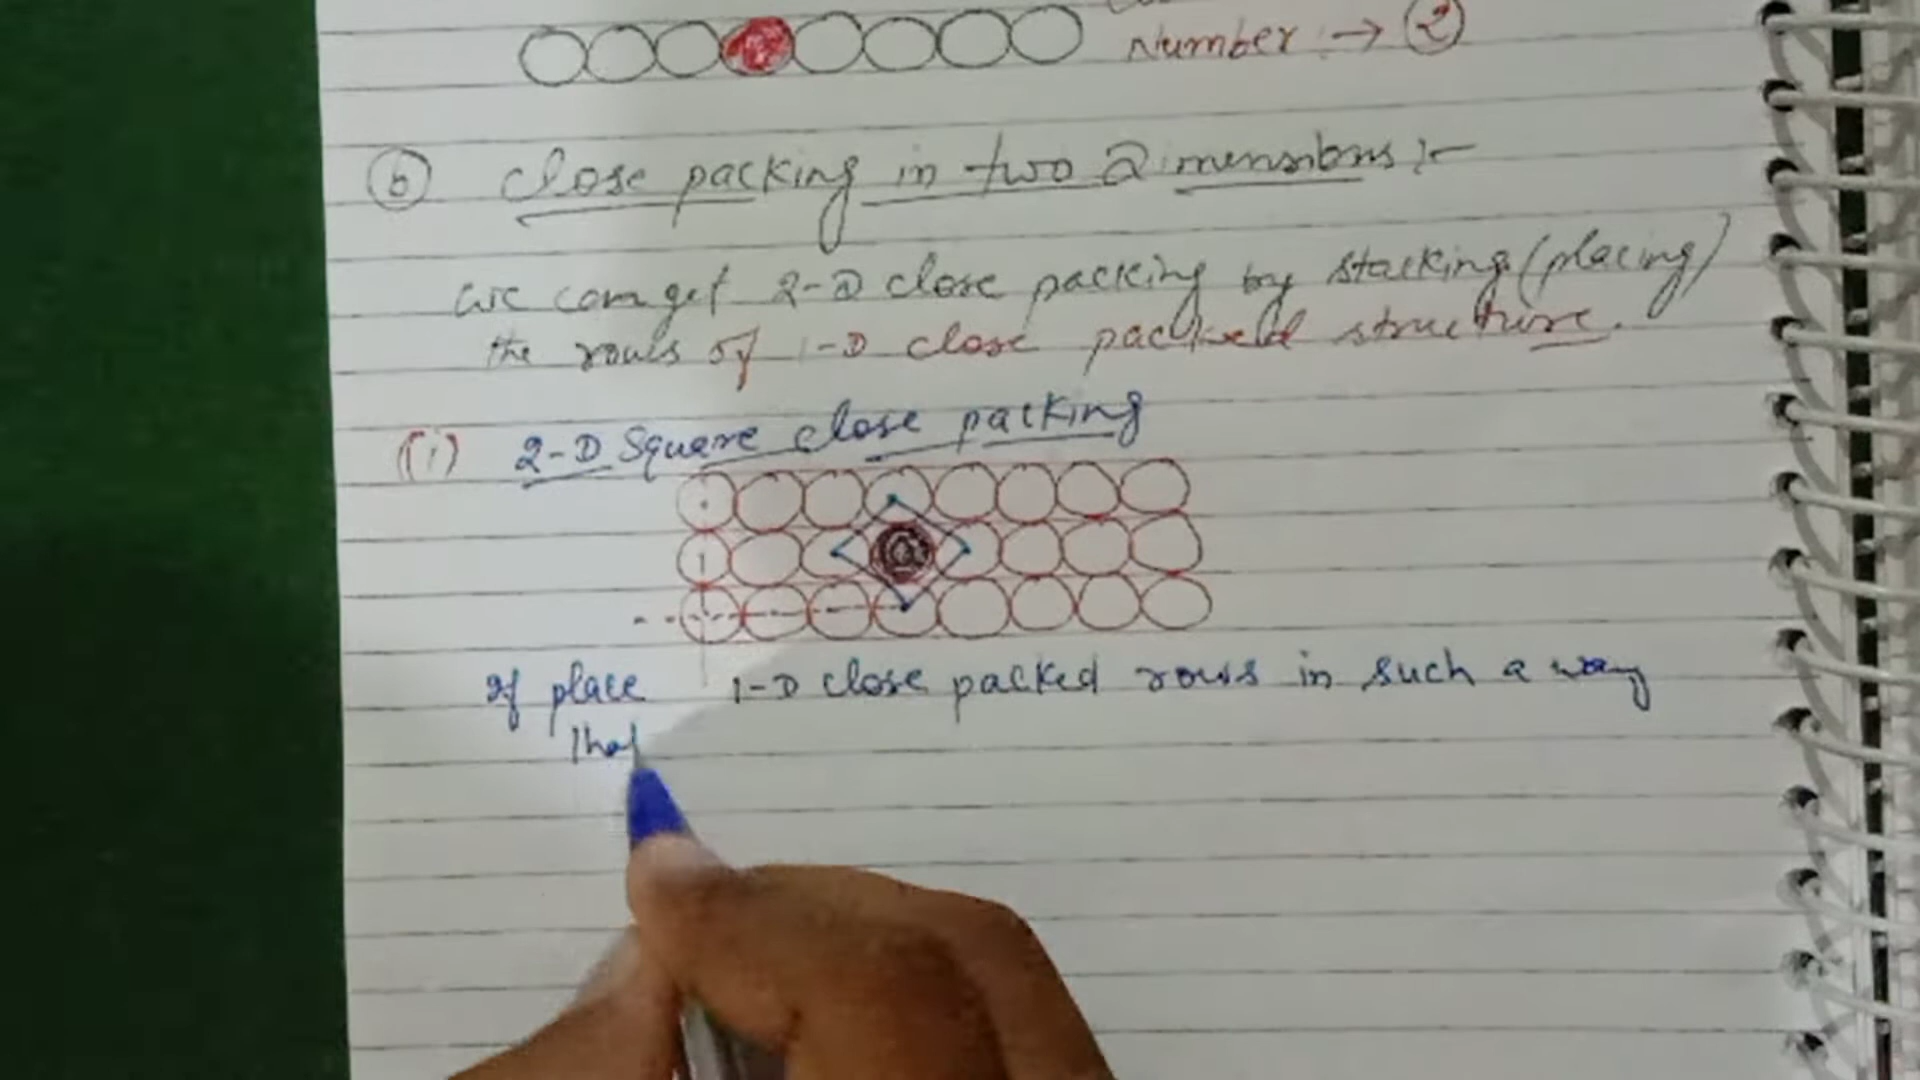 Number :→ 2
b close packing in two Dimensions :-
We can get 2-D close packing by stacking (placing)
the rows of 1-D close packed structure.
(i) 2-D Square close packing
If place 1-D close packed rows in such a way
that